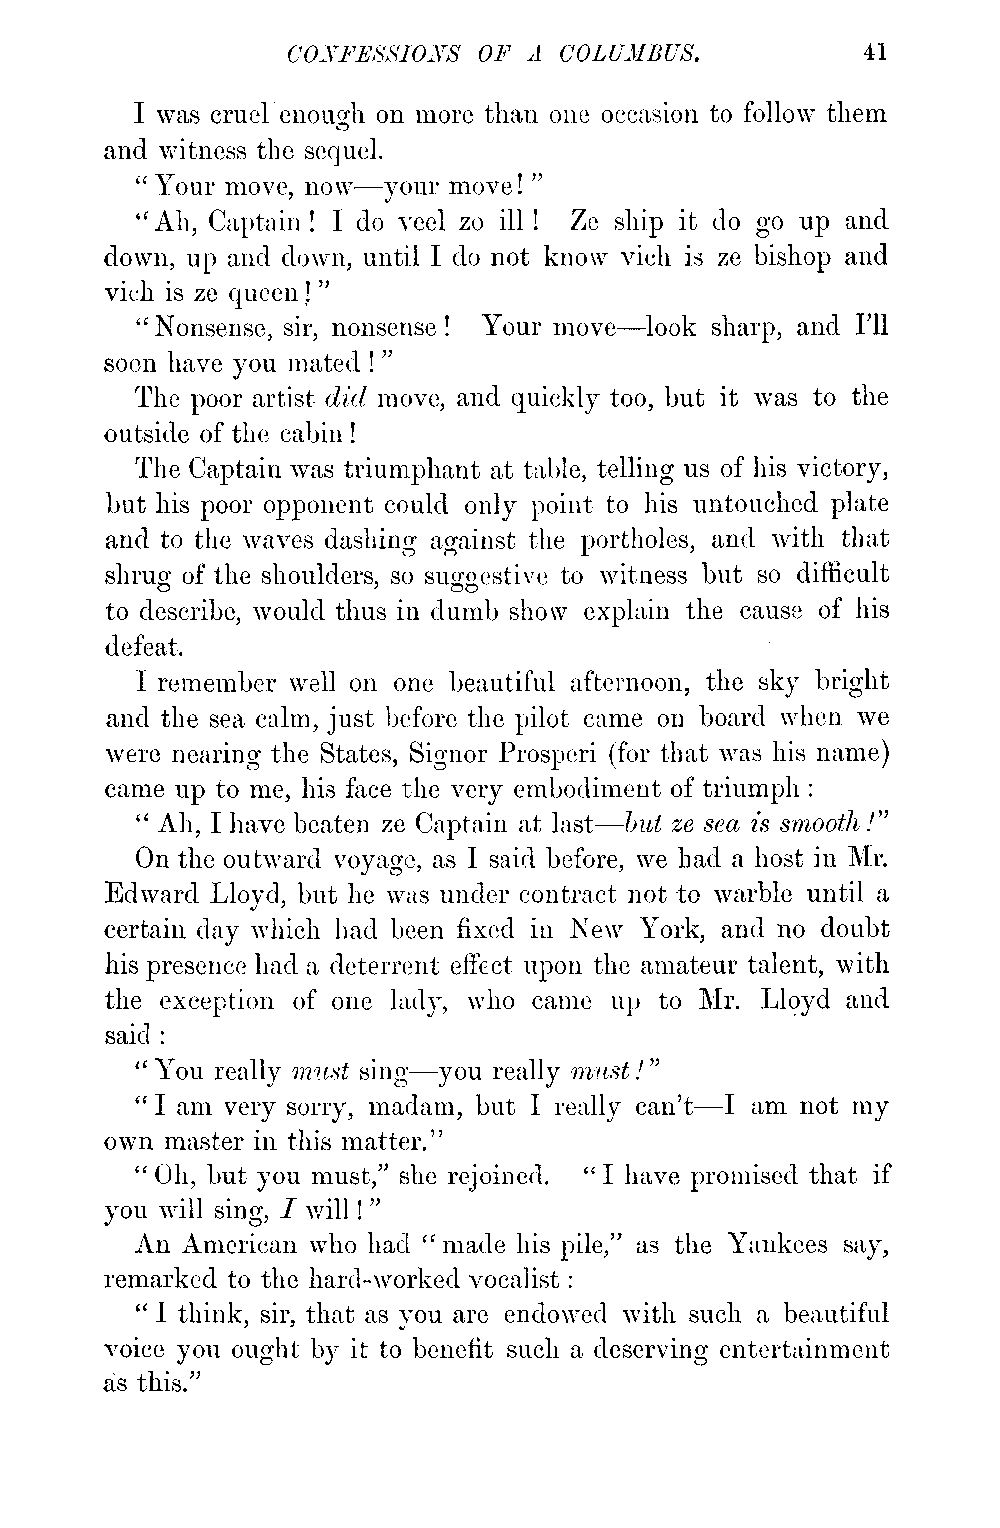 CONFESSIONS OF A COLUMBUS. 41
I was cruel enough on more than one occasion to follow them
and witness the sequel.
"Your move, now—your move!"
"Ah, Captain! I do veel zo ill! Ze ship it do go up and
down, up and down, until I do not know vich is ze bishop and
vich is ze queen!"
"Nonsense, sir, nonsense! Your move—look sharp, and I'll
soon have you mated!"
The poor artist did move, and quickly too, but it was to the
outside of the cabin!
The Captain was triumphant at table, telling us of his victory,
but his poor opponent could only point to his untouched plate
and to the waves dashing against the portholes, and with that
shrug of the shoulders, so suggestive to witness but so difficult
to describe, would thus in dumb show explain the cause of his
defeat.
I remember well on one beautiful afternoon, the sky bright
and the sea calm, just before the pilot came on board when we
were nearing the States, Signor Prosperi (for that was his name)
came up to me, his face the very embodiment of triumph:
"Ah, I have beaten ze Captain at last—but ze sea is smooth!"
On the outward voyage, as I said before, we had a host in Mr.
Edward Lloyd, but he was under contract not to warble until a
certain day which had been fixed in New York, and no doubt
his presence had a deterrent effect upon the amateur talent, with
the exception of one lady, who came up to Mr. Lloyd and
said:
"You really must sing—you really must!"
"I am very sorry, madam, but I really can't—I am not my
own master in this matter."
"Oh, but you must," she rejoined. "I have promised that if
you will sing, I will!"
An American who had "made his pile," as the Yankees say,
remarked to the hard-worked vocalist:
"I think, sir, that as you are endowed with such a beautiful
voice you ought by it to benefit such a deserving entertainment
as this."